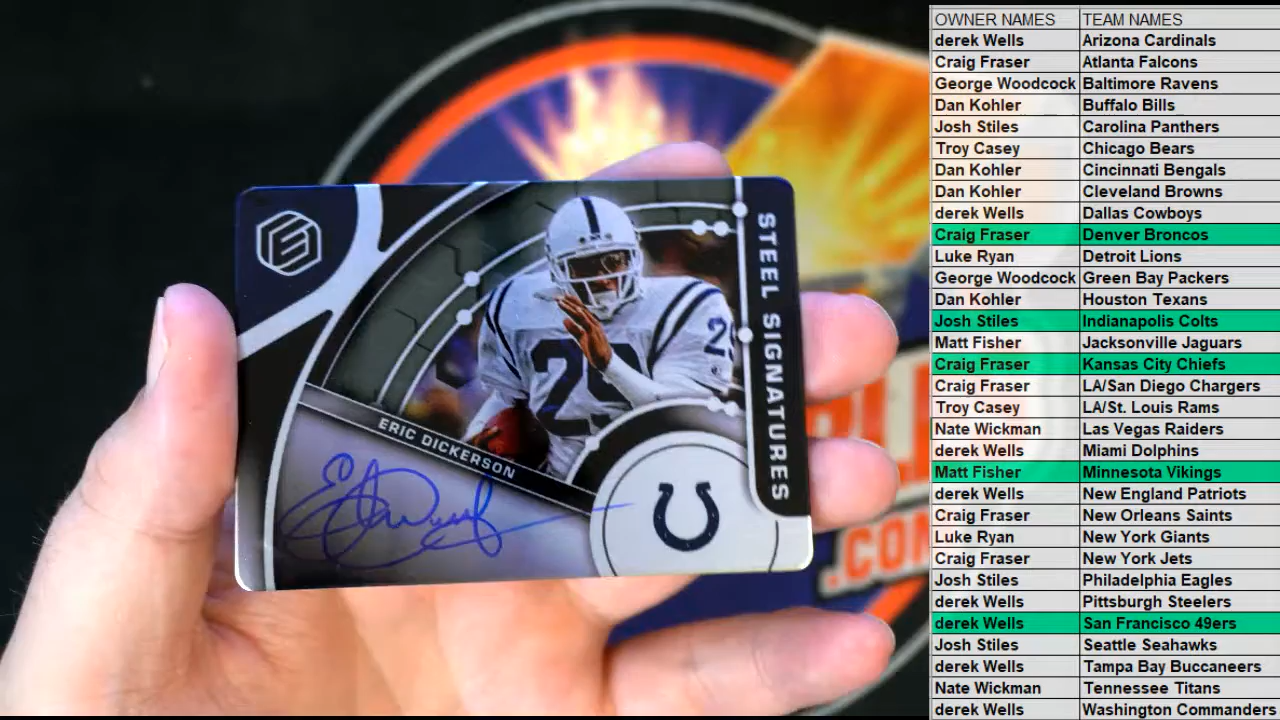 STEEL SIGNATURES
29
ERIC DICKERSON
.COM
OWNER NAMES TEAM NAMES
derek Wells Arizona Cardinals
Craig Fraser Atlanta Falcons
George Woodcock Baltimore Ravens
Dan Kohler Buffalo Bills
Josh Stiles Carolina Panthers
Troy Casey Chicago Bears
Dan Kohler Cincinnati Bengals
Dan Kohler Cleveland Browns
derek Wells Dallas Cowboys
Craig Fraser Denver Broncos
Luke Ryan Detroit Lions
George Woodcock Green Bay Packers
Dan Kohler Houston Texans
Josh Stiles Indianapolis Colts
Matt Fisher Jacksonville Jaguars
Craig Fraser Kansas City Chiefs
Craig Fraser LA/San Diego Chargers
Troy Casey LA/St. Louis Rams
Nate Wickman Las Vegas Raiders
derek Wells Miami Dolphins
Matt Fisher Minnesota Vikings
derek Wells New England Patriots
Craig Fraser New Orleans Saints
Luke Ryan New York Giants
Craig Fraser New York Jets
Josh Stiles Philadelphia Eagles
derek Wells Pittsburgh Steelers
derek Wells San Francisco 49ers
Josh Stiles Seattle Seahawks
derek Wells Tampa Bay Buccaneers
Nate Wickman Tennessee Titans
derek Wells Washington Commanders